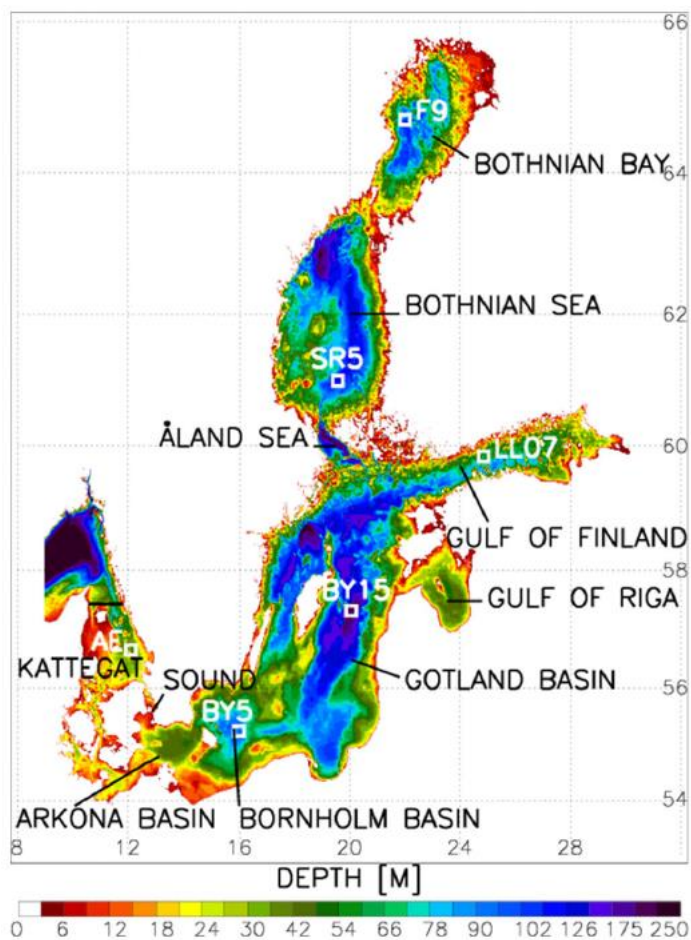 66
F9
BOTHNIAN BAY
64
BOTHNIAN SEA
62
SR5
ÅLAND SEA
60
LL07
GULF OF FINLAND
58
BY15
GULF OF RIGA
AE
KATTEGAT
SOUND
GOTLAND BASIN
56
BY5
ARKONA BASIN
BORNHOLM BASIN
54
8 12 16 20 24 28
DEPTH [M]
0 6 12 18 24 30 42 54 66 78 90 102 126 175 250